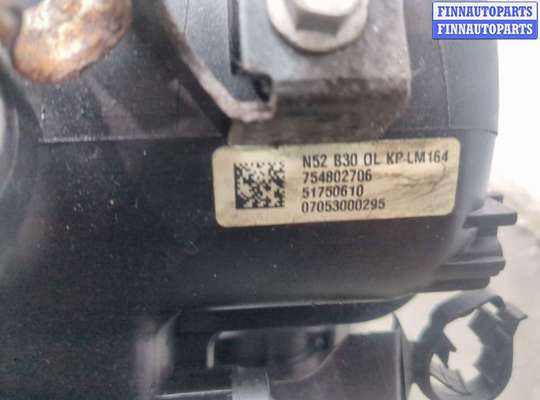 FINNAUTOPARTS
FINNAUTOPARTS
N52 B30 OL KP-LM164
754802706
51750610
07053000295